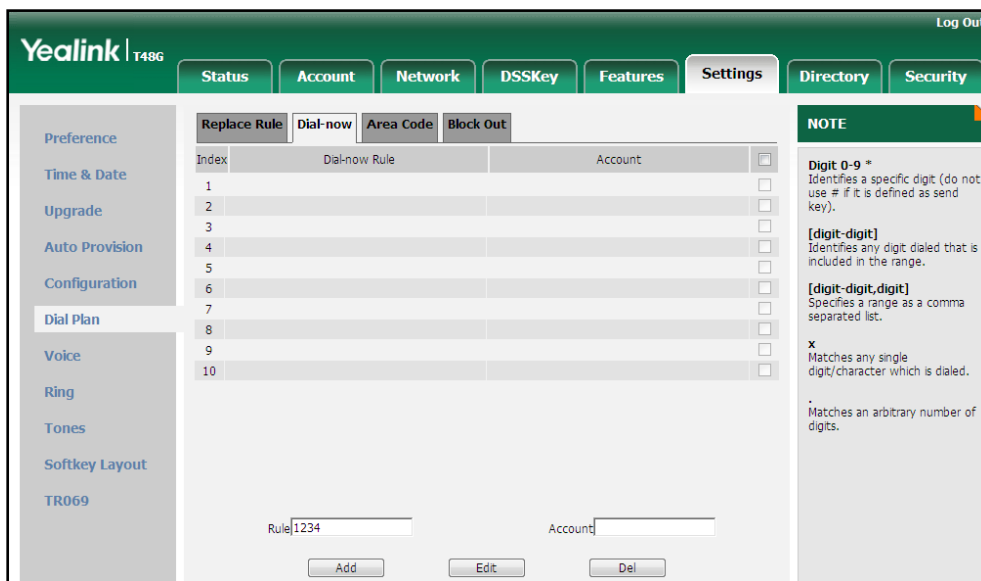 Log Ou
Yealink T48G
Status Account Network DSSKey Features Settings Directory Security
Preference
Time & Date
Upgrade
Auto Provision
Configuration
Dial Plan
Voice
Ring
Tones
Softkey Layout
TR069
Replace Rule Dial-now Area Code Block Out
Index Dial-now Rule Account
1
2
3
4
5
6
7
8
9
10
Rule 1234 Account
Add Edit Del
NOTE
Digit 0-9 *
Identifies a specific digit (do not
use # if it is defined as send
key).
[digit-digit]
Identifies any digit dialed that is
included in the range.
[digit-digit,digit]
Specifies a range as a comma
separated list.
x
Matches any single
digit/character which is dialed.
.
Matches an arbitrary number of
digits.